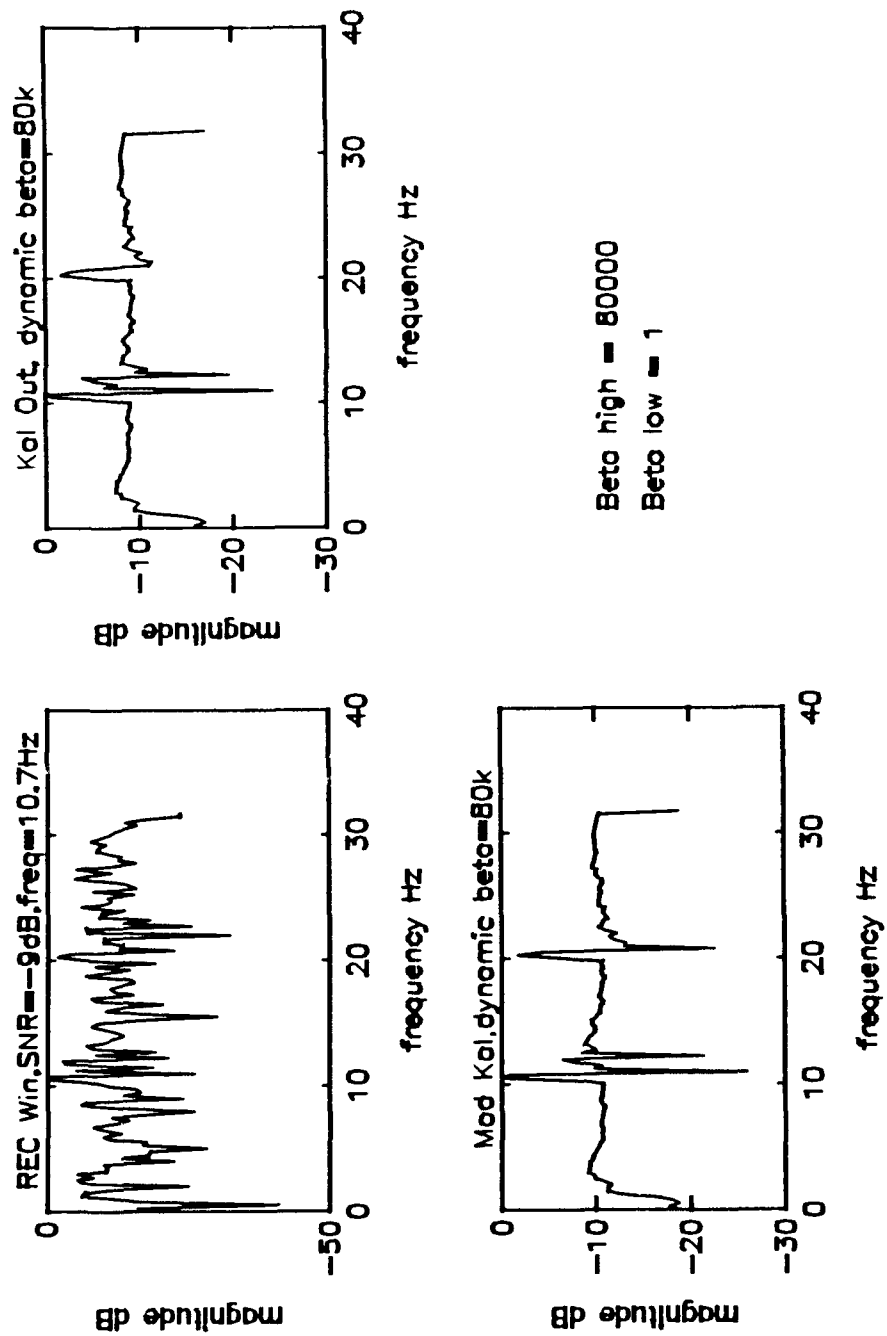 REC Win,SNR=-9dB,freq=10.7Hz
0
-50
magnitude dB
0 10 20 30 40
frequency Hz
Kal Out, dynamic beta=80k
0
-10
-20
-30
magnitude dB
0 10 20 30 40
frequency Hz
Mod Kal,dynamic beta=80k
0
-10
-20
-30
magnitude dB
0 10 20 30 40
frequency Hz
Beta high = 80000
Beta low = 1